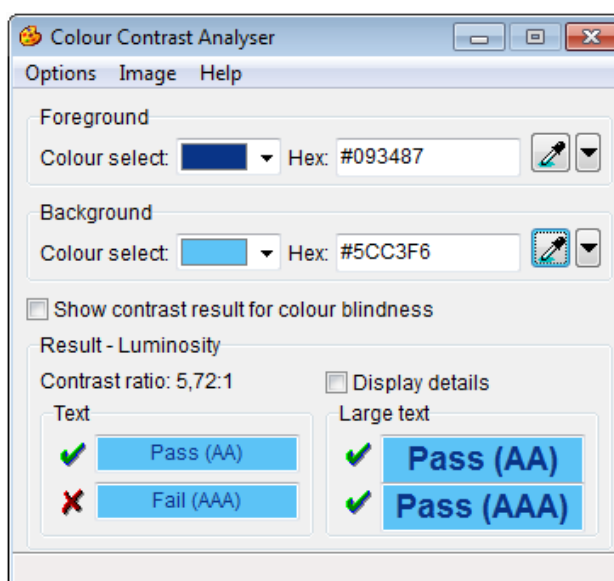 Colour Contrast Analyser
Options Image Help
Foreground
Colour select: Hex: #093487
Background
Colour select: Hex: #5CC3F6
Show contrast result for colour blindness
Result - Luminosity
Contrast ratio: 5,72:1 Display details
Text Large text
Pass (AA) Pass (AA)
Fail (AAA) Pass (AAA)